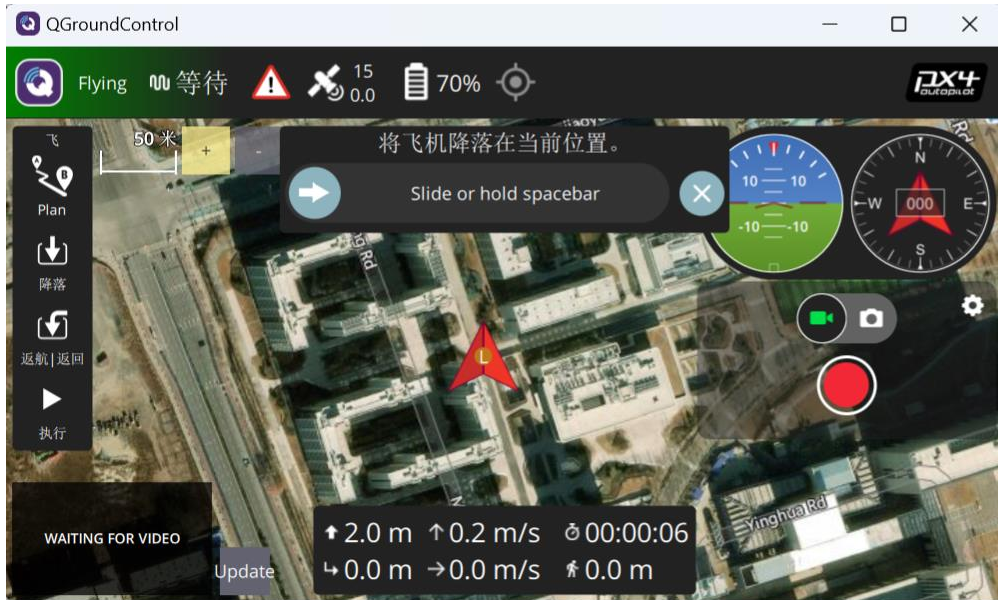 QGroundControl
Flying 等待 15 0.0 70% PX4 autopilot
飞
50 米 + -
将飞机降落在当前位置。
Slide or hold spacebar
Plan
降落
返航|返回
执行
10 10
-10 -10
N
W 000 E
S
Rd
Rd
L
Yinghua Rd
WAITING FOR VIDEO
Update
2.0 m 0.2 m/s 00:00:06
0.0 m 0.0 m/s 0.0 m